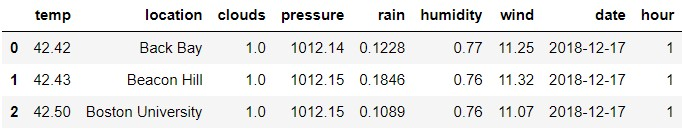 temp location clouds pressure rain humidity wind date hour
0 42.42 Back Bay 1.0 1012.14 0.1228 0.77 11.25 2018-12-17 1
1 42.43 Beacon Hill 1.0 1012.15 0.1846 0.76 11.32 2018-12-17 1
2 42.50 Boston University 1.0 1012.15 0.1089 0.76 11.07 2018-12-17 1